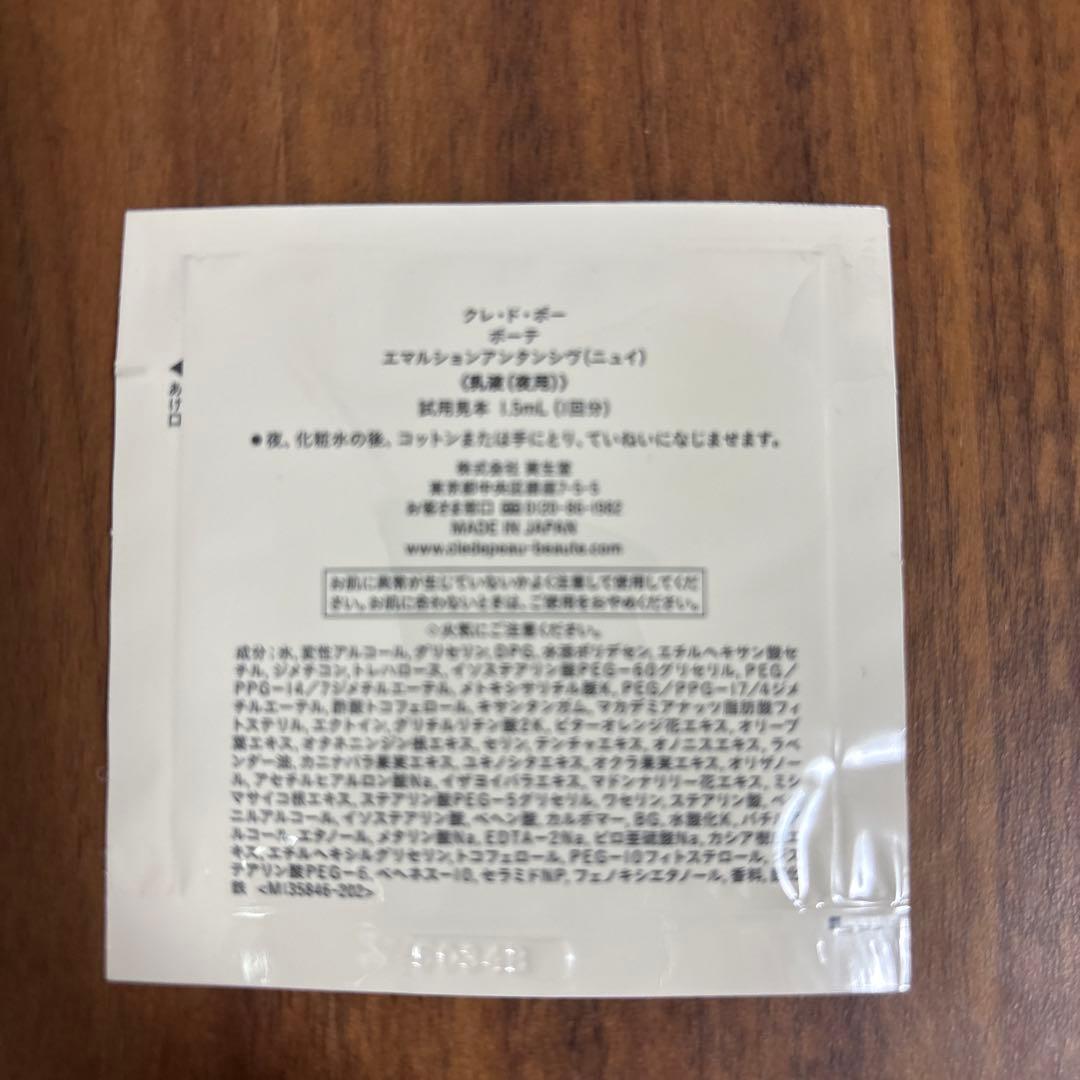 クレ・ド・ポー
ボーテ
エマルションアンタンシヴ(ニュイ)
《乳液(夜用)》
試用見本 1.5mL (1回分)
●夜、化粧水の後、コットンまたは手にとり、ていねいになじませます。
株式会社 資生堂
東京都中央区銀座7-5-5
お客さま窓口 0120-86-1982
MADE IN JAPAN
www.cledepeau-beaute.com
お肌に異常が生じていないかよく注意して使用してくだ
さい。お肌に合わないときは、ご使用をおやめください。
◇火気にご注意ください。
成分:水、変性アルコール、グリセリン、DPG、水添ポリデセン、エチルヘキサン酸セ
チル、ジメチコン、トレハロース、イソステアリン酸PEG-60グリセリル、PEG/
PPG-14/7ジメチルエーテル、メトキシサリチル酸K、PEG/PPG-17/4ジメ
チルエーテル、酢酸トコフェロール、キサンタンガム、マカデミアナッツ脂肪酸フィ
トステリル、エクトイン、グリチルリチン酸2K、ビターオレンジ花エキス、オリーブ
葉エキス、オタネニンジン根エキス、セリン、テンチャエキス、オノニスエキス、ラベ
ンダー油、カニナバラ果実エキス、ユキノシタエキス、オクラ果実エキス、オリザノー
ル、アセチルヒアルロン酸Na、イザヨイバラエキス、マドンナリリー花エキス、ミシ
マサイコ根エキス、ステアリン酸PEG-5グリセリル、ワセリン、ステアリン酸、ベ
ニルアルコール、イソステアリン酸、ベヘン酸、カルボマー、BG、水酸化K、バチル
ルコール、エタノール、メタリン酸Na、EDTA-2Na、ピロ亜硫酸Na、カシア樹皮エ
キス、エチルヘキシルグリセリン、トコフェロール、PEG-10フィトステロール、
テアリン酸PEG-6、ベヘネス-10、セラミドNP、フェノキシエタノール、香料、酸化
鉄 <MI35846-202>
あけ口